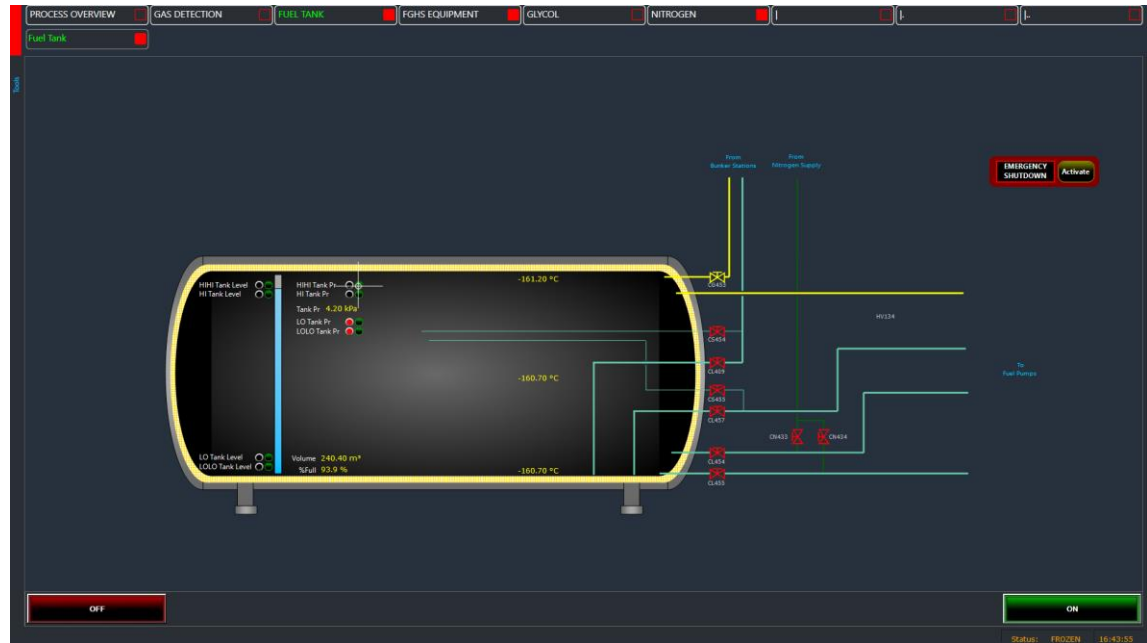 PROCESS OVERVIEW GAS DETECTION FUEL TANK FGHS EQUIPMENT GLYCOL NITROGEN | |. |..
Fuel Tank
Tools
From Bunker Stations
From Nitrogen Supply
EMERGENCY SHUTDOWN Activate
HIHI Tank Level
HI Tank Level
HIHI Tank Pr
HI Tank Pr
Tank Pr 4.20 kPa
LO Tank Pr
LOLO Tank Pr
-161.20 °C
HV134
CS454
CL429
-160.70 °C
To
Fuel Pumps
CL457
CN433 CN434
LO Tank Level
LOLO Tank Level
Volume 240.40 m³
%Full 93.9 %
-160.70 °C
CL454
CL455
OFF ON
Status: FROZEN 16:43:55